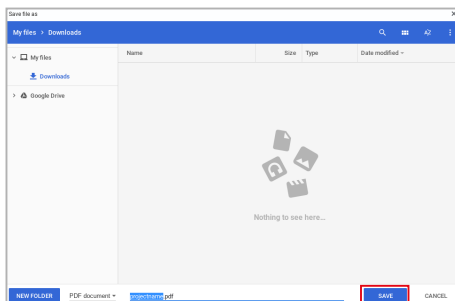 Save file as
My files > Downloads
AZ
My files
Downloads
Google Drive
Name Size Type Date modified
Nothing to see here...
NEW FOLDER PDF document projectname.pdf SAVE CANCEL